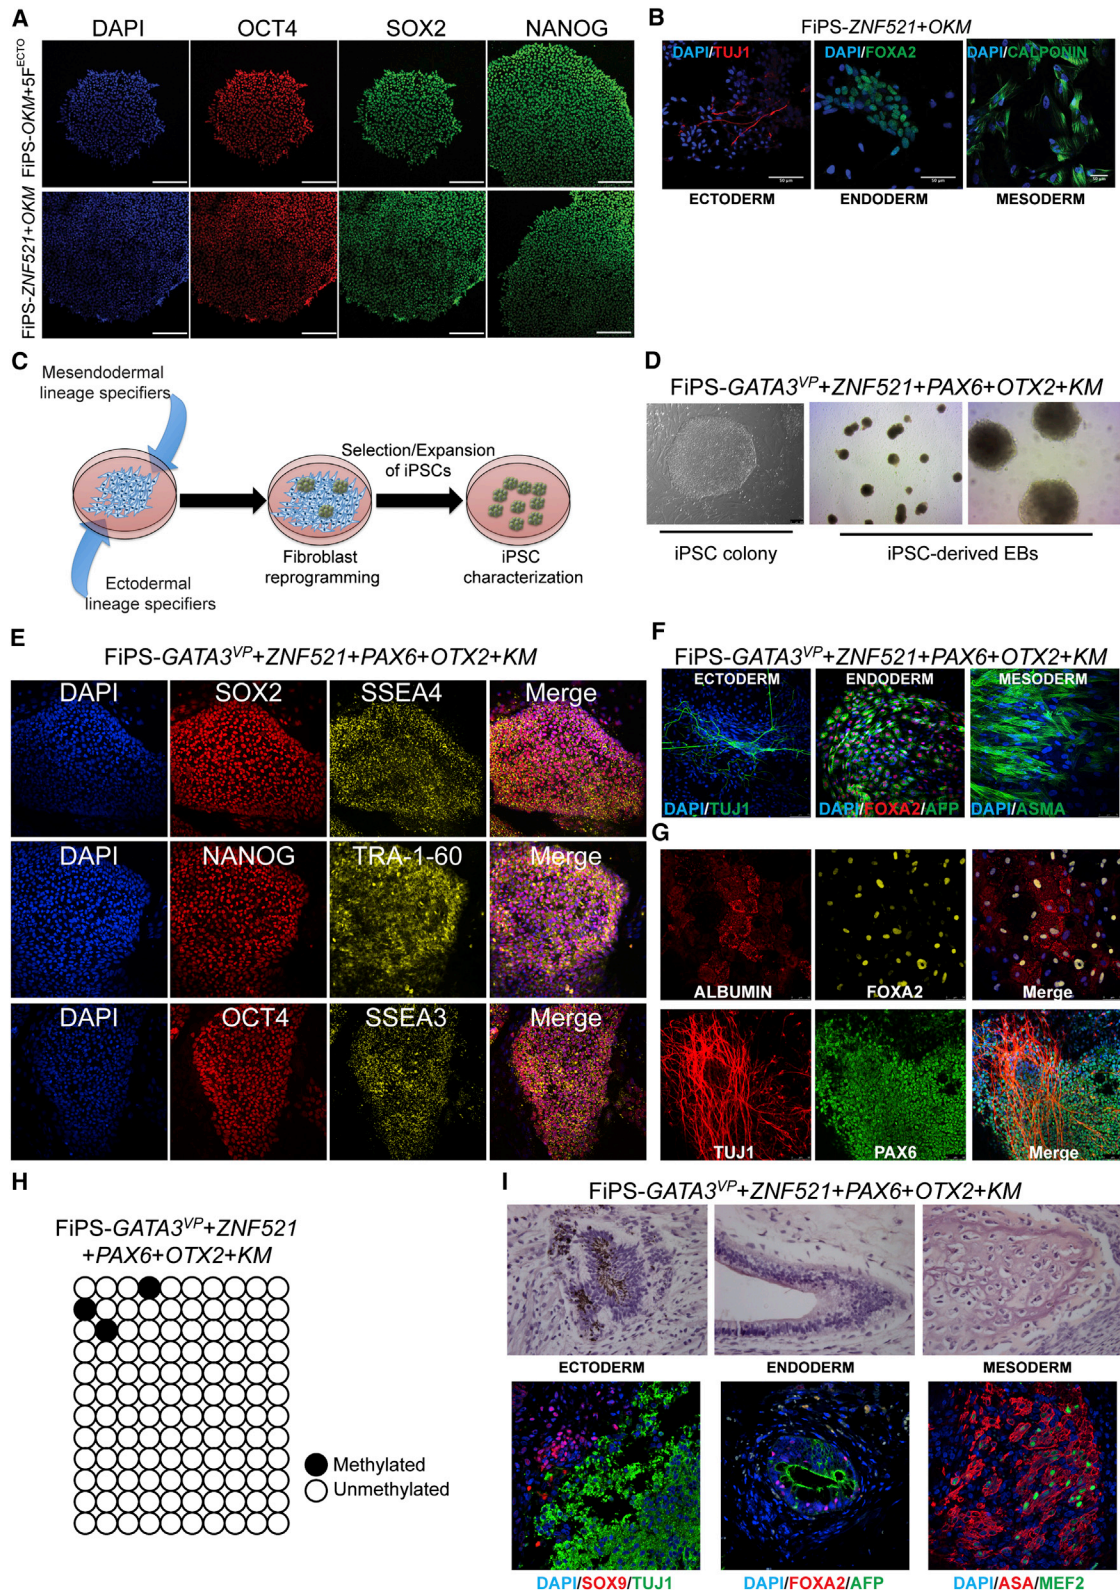 A
DAPI
OCT4
SOX2
NANOG
FiPS-OKM+5F^ECTO
FiPS-ZNF521+OKM
B
FiPS-ZNF521+OKM
DAPI/TUJ1
DAPI/FOXA2
DAPI/CALPONIN
50 µm
50 µm
50 µm
ECTODERM
ENDODERM
MESODERM
C
Mesendodermal
lineage specifiers
Selection/Expansion
of iPSCs
Fibroblast
reprogramming
iPSC
characterization
Ectodermal
lineage specifiers
D
FiPS-GATA3^VP+ZNF521+PAX6+OTX2+KM
iPSC colony
iPSC-derived EBs
E
FiPS-GATA3^VP+ZNF521+PAX6+OTX2+KM
DAPI
SOX2
SSEA4
Merge
DAPI
NANOG
TRA-1-60
Merge
DAPI
OCT4
SSEA3
Merge
F
FiPS-GATA3^VP+ZNF521+PAX6+OTX2+KM
ECTODERM
ENDODERM
MESODERM
DAPI/TUJ1
DAPI/FOXA2/AFP
DAPI/ASMA
G
ALBUMIN
FOXA2
Merge
TUJ1
PAX6
Merge
H
FiPS-GATA3^VP+ZNF521
+PAX6+OTX2+KM
Methylated
Unmethylated
I
FiPS-GATA3^VP+ZNF521+PAX6+OTX2+KM
ECTODERM
ENDODERM
MESODERM
DAPI/SOX9/TUJ1
DAPI/FOXA2/AFP
DAPI/ASA/MEF2